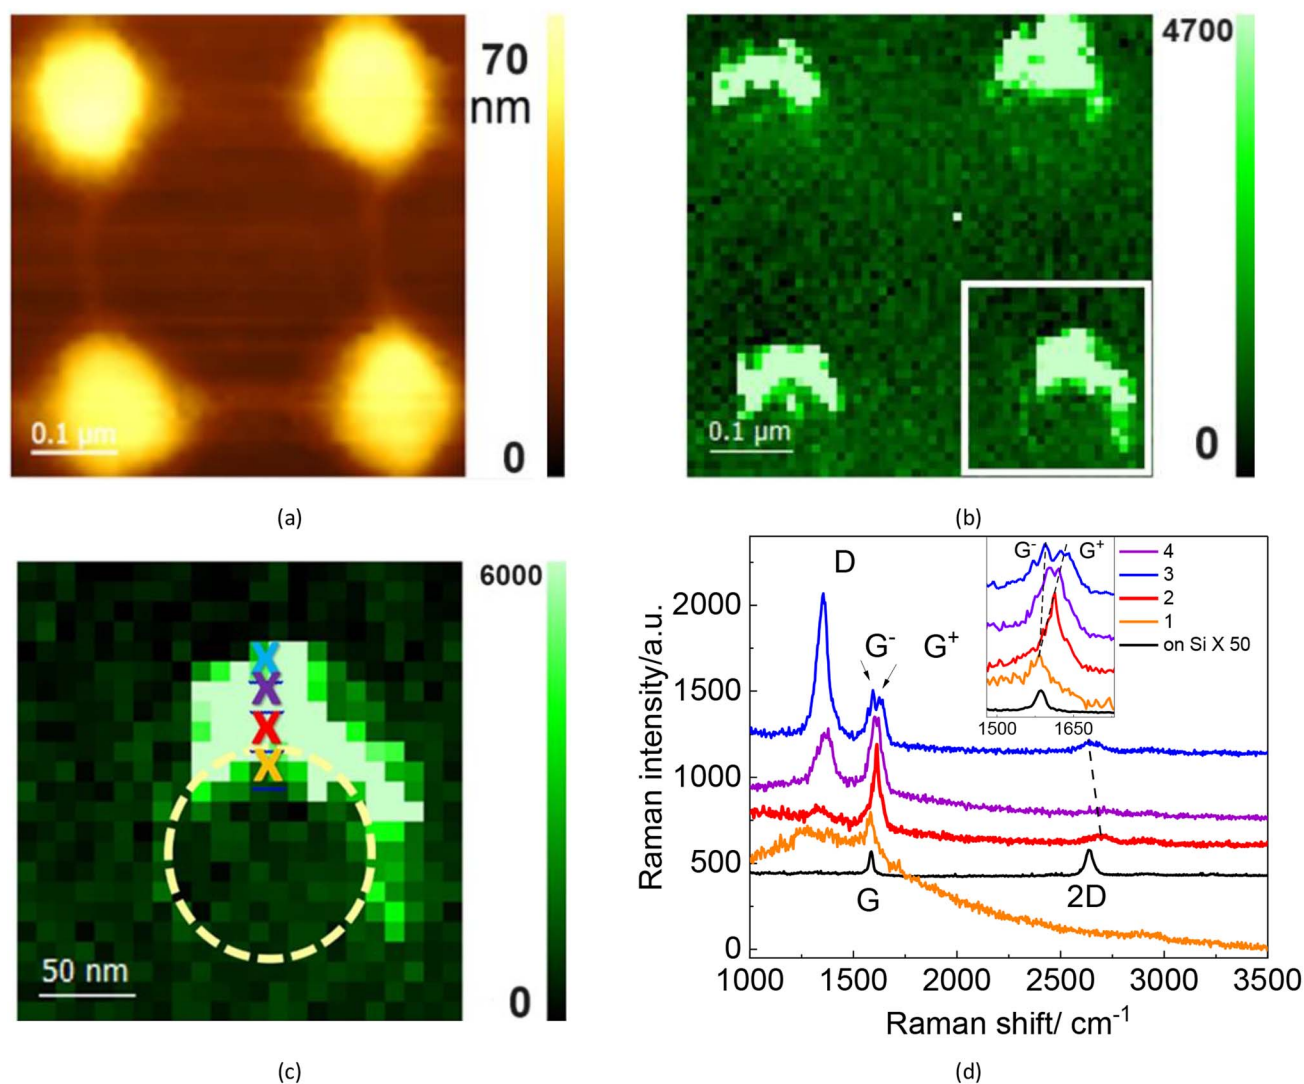 70
nm
0.1 μm
0
(a)
4700
0.1 μm
0
(b)
6000
X
X
X
X
50 nm
0
(c)
Raman intensity/a.u.
2000
1500
1000
500
0
D
G⁻
G⁺
G
2D
G⁻
G⁺
1500
1650
4
3
2
1
on Si X 50
1000
1500
2000
2500
3000
3500
Raman shift/ cm⁻¹
(d)